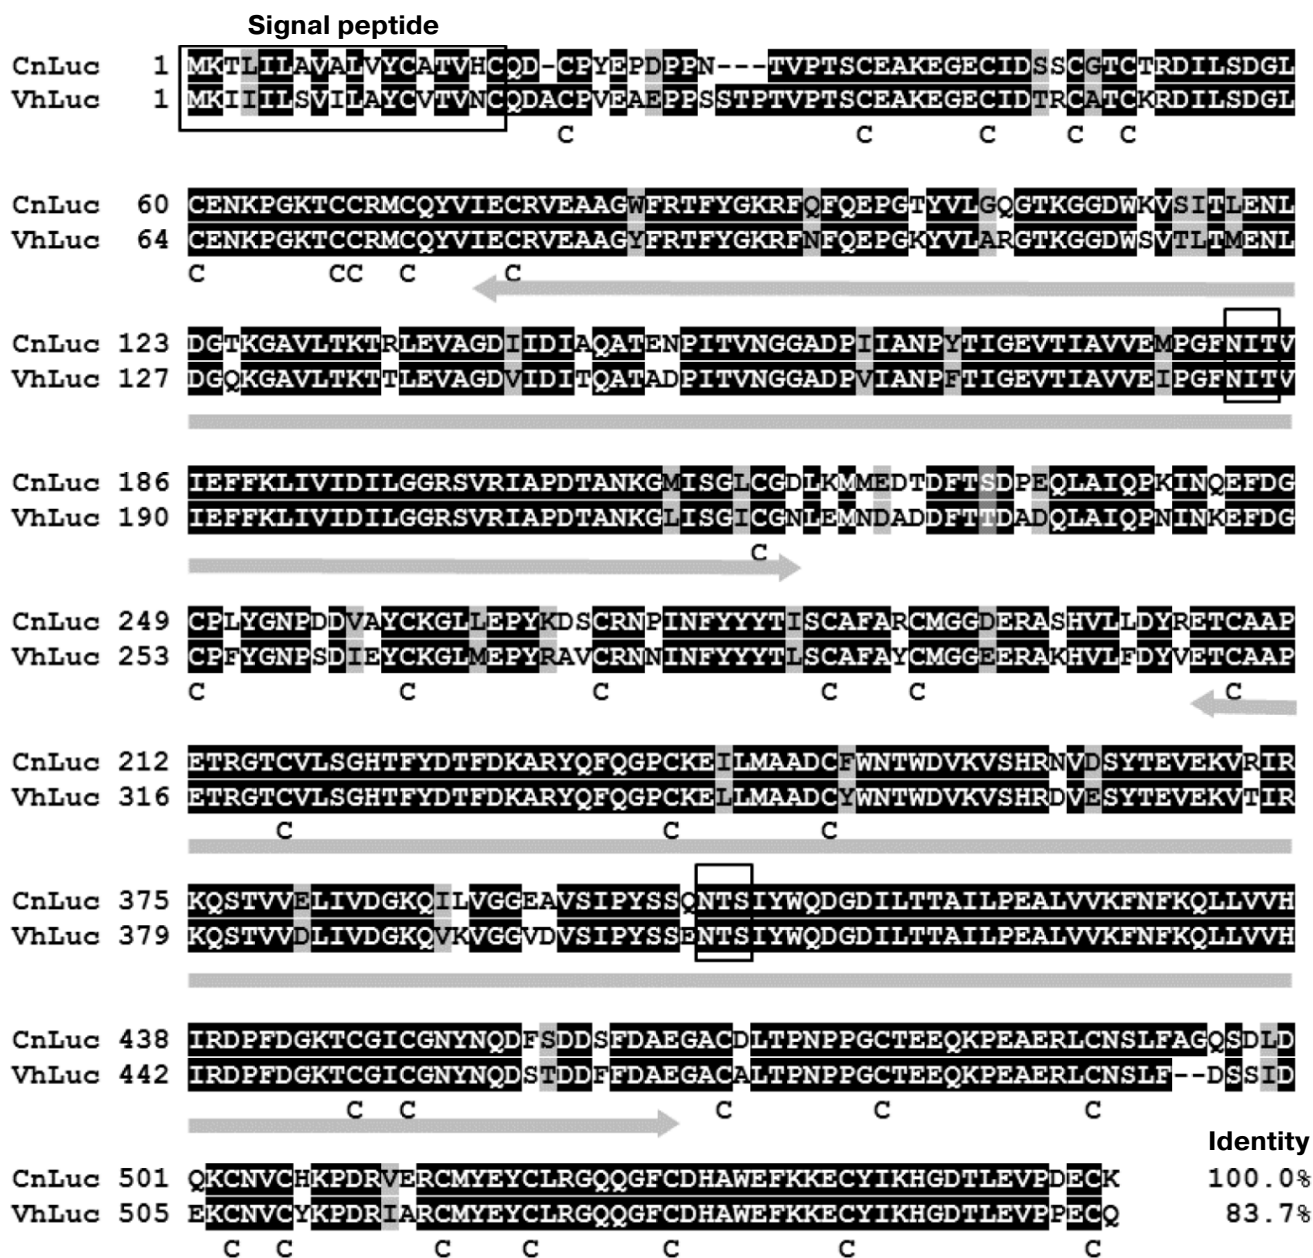 Signal peptide
CnLuc 1 MKTLIILAVALVYCATVHCQD-CPYEPDPPN---TVPTSCEAKEGECIDSSCGTCTRDILSDGL
VhLuc 1 MKIIIILSVILAYCVTVNCQDACPVEAEPPSSTPTVPTSCEAKEGECIDTRCATCKRDILSDGL
C C C C C
CnLuc 60 CENKPGKTCCRMCQYVIECRVEAAGWFRTFYGKRFQFQEPGTYVLGQGTKGGDWKVSITLENL
VhLuc 64 CENKPGKTCCRMCQYVIECRVEAAGYFRTFYGKRFNFQEPGKYVLARGTKGGDWSVTLTMENL
C CC C C
CnLuc 123 DGTKGAVLTKTRLEVAGDIIDIAQATENPITVNGGADPIIANPYTIGEVTIAVVEMPGFNITV
VhLuc 127 DGQKGAVLTKTTLEVAGDVIDITQATADPITVNGGADPVIANPFTIGEVTIAVVEIPGFNITV
CnLuc 186 IEFFKLIVIDILGGRSVRIAPDTANKGMISGLCGDLKMMEDTDFTSDPEQLAIQPKINQEFDG
VhLuc 190 IEFFKLIVIDILGGRSVRIAPDTANKGLISGICGNLEMNDADDFTTDADQLAIQPNINKEFDG
C
CnLuc 249 CPLYGNPDDVAYCKGLLEPYKDSCRNPINFYYYTISCAFARCMGGDERASHVLLDYRETCAAP
VhLuc 253 CPFYGNPSDIEYCKGLMEPYRAVCRNNINFYYYTLSCAFAYCMGGEERAKHVLFDYVETCAAP
C C C C C C
CnLuc 212 ETRGTCVLSGHTFYDTFDKARYQFQGPCKEILMAADCFWNTWDVKVSHRNVDSYTEVEKVRIR
VhLuc 316 ETRGTCVLSGHTFYDTFDKARYQFQGPCKELLMAADCYWNTWDVKVSHRDVESYTEVEKVTIR
C C C
CnLuc 375 KQSTVVELIVDGKQILVGGEAVSIPYSSQNTSIYWQDGDILTTAILPEALVVKFNFKQLLVVH
VhLuc 379 KQSTVVDLIVDGKQVKVGGVDVSIPYSSENTSIYWQDGDILTTAILPEALVVKFNFKQLLVVH
CnLuc 438 IRDPFDGKTCGICGNYNQDFSDDSFDAEGACDLTPNPPGCTEEQKPEAERLCNSLFAGQSDLD
VhLuc 442 IRDPFDGKTCGICGNYNQDSTDDFFDAEGACALTPNPPGCTEEQKPEAERLCNSLF--DSSID
C C C C C
Identity
CnLuc 501 QKCNVCHKPDRVERCMYEYCLRGQQGFCDHAWEFKKECYIKHGDTLEVPDECK 100.0%
VhLuc 505 EKCNVCYKPDRIARCMYEYCLRGQQGFCDHAWEFKKECYIKHGDTLEVPPECQ 83.7%
C C C C C C C